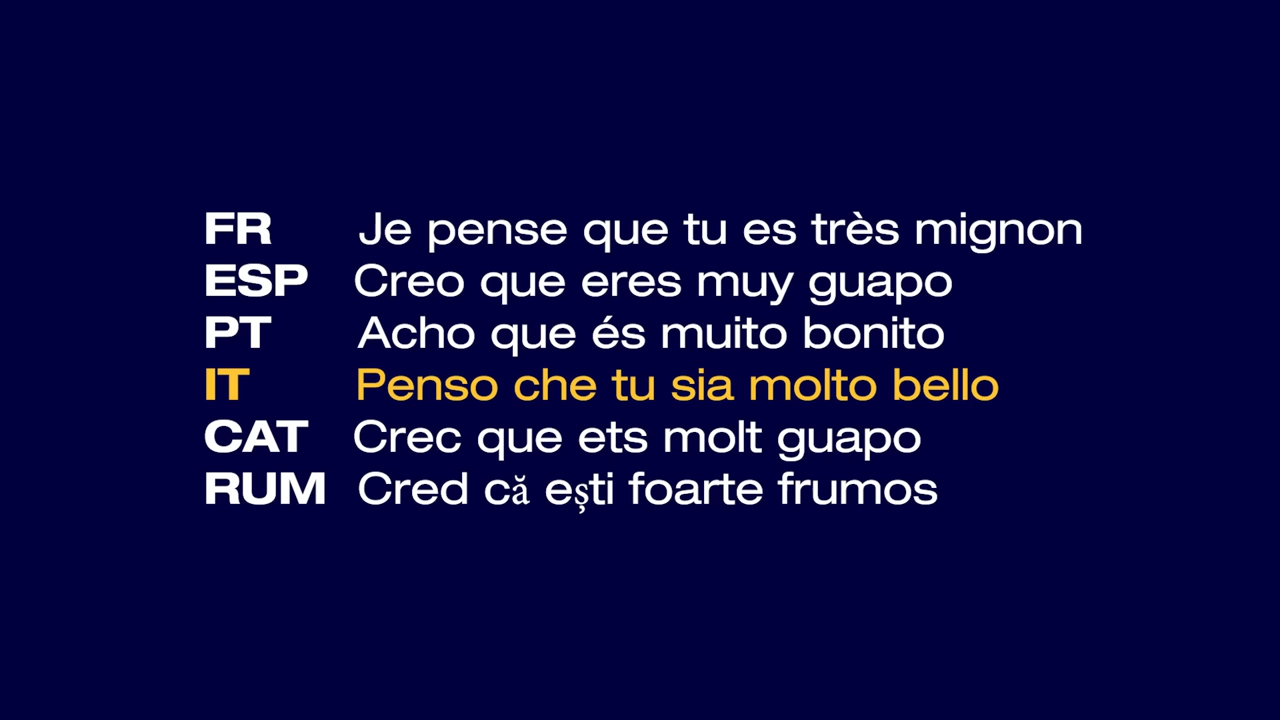 FR Je pense que tu es très mignon
ESP Creo que eres muy guapo
PT Acho que és muito bonito
IT Penso che tu sia molto bello
CAT Crec que ets molt guapo
RUM Cred că ești foarte frumos